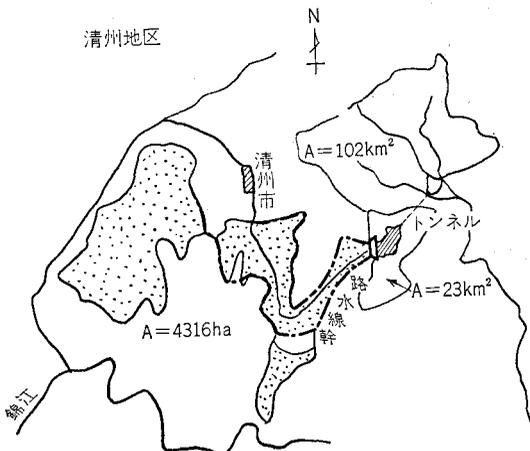 清州地区
N
清州市
A=102km²
トンネル
A=23km²
幹線水路
A=4316ha
錦江